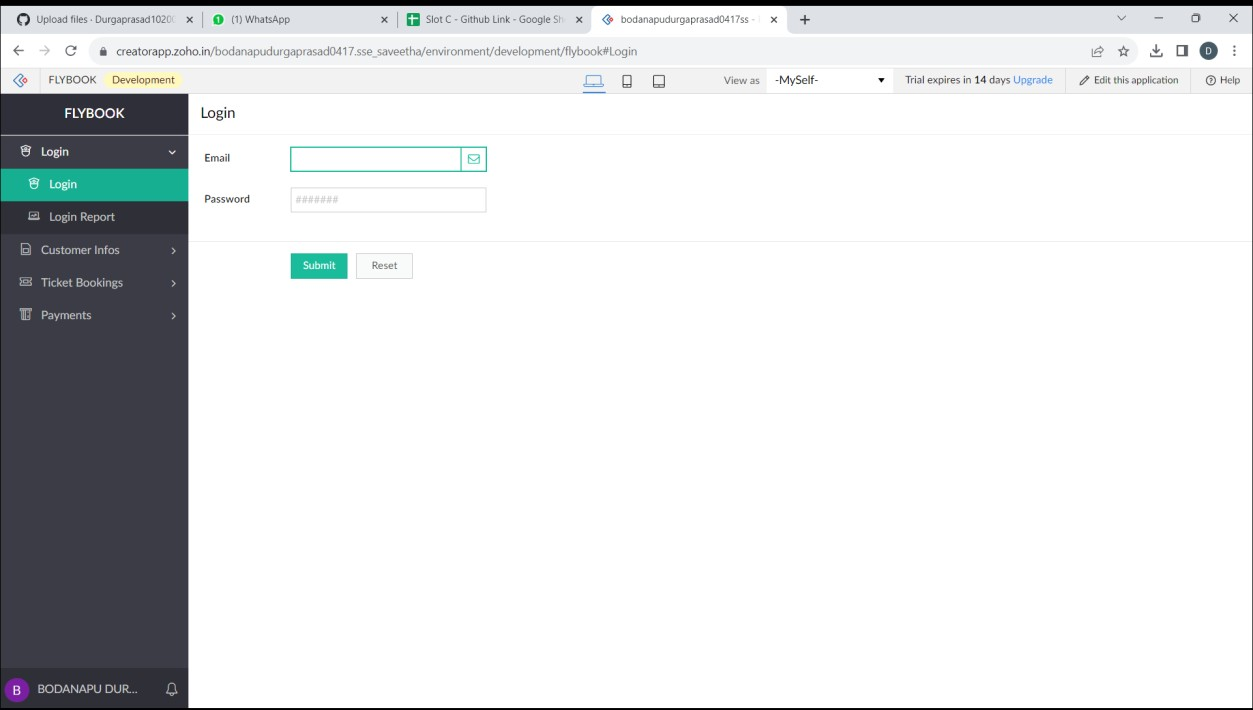 Upload files · Durgaprasad1020
(1) WhatsApp
Slot C - Github Link - Google Sh
bodanapudurgaprasad0417ss -
creatorapp.zoho.in/bodanapudurgaprasad0417.sse_saveetha/environment/development/flybook#Login
D
FLYBOOK Development
View as -MySelf-
Trial expires in 14 days Upgrade
Edit this application
Help
FLYBOOK
Login
Login
Login
Login Report
Customer Infos
Ticket Bookings
Payments
Email
Password #######
Submit Reset
B BODANAPU DUR...